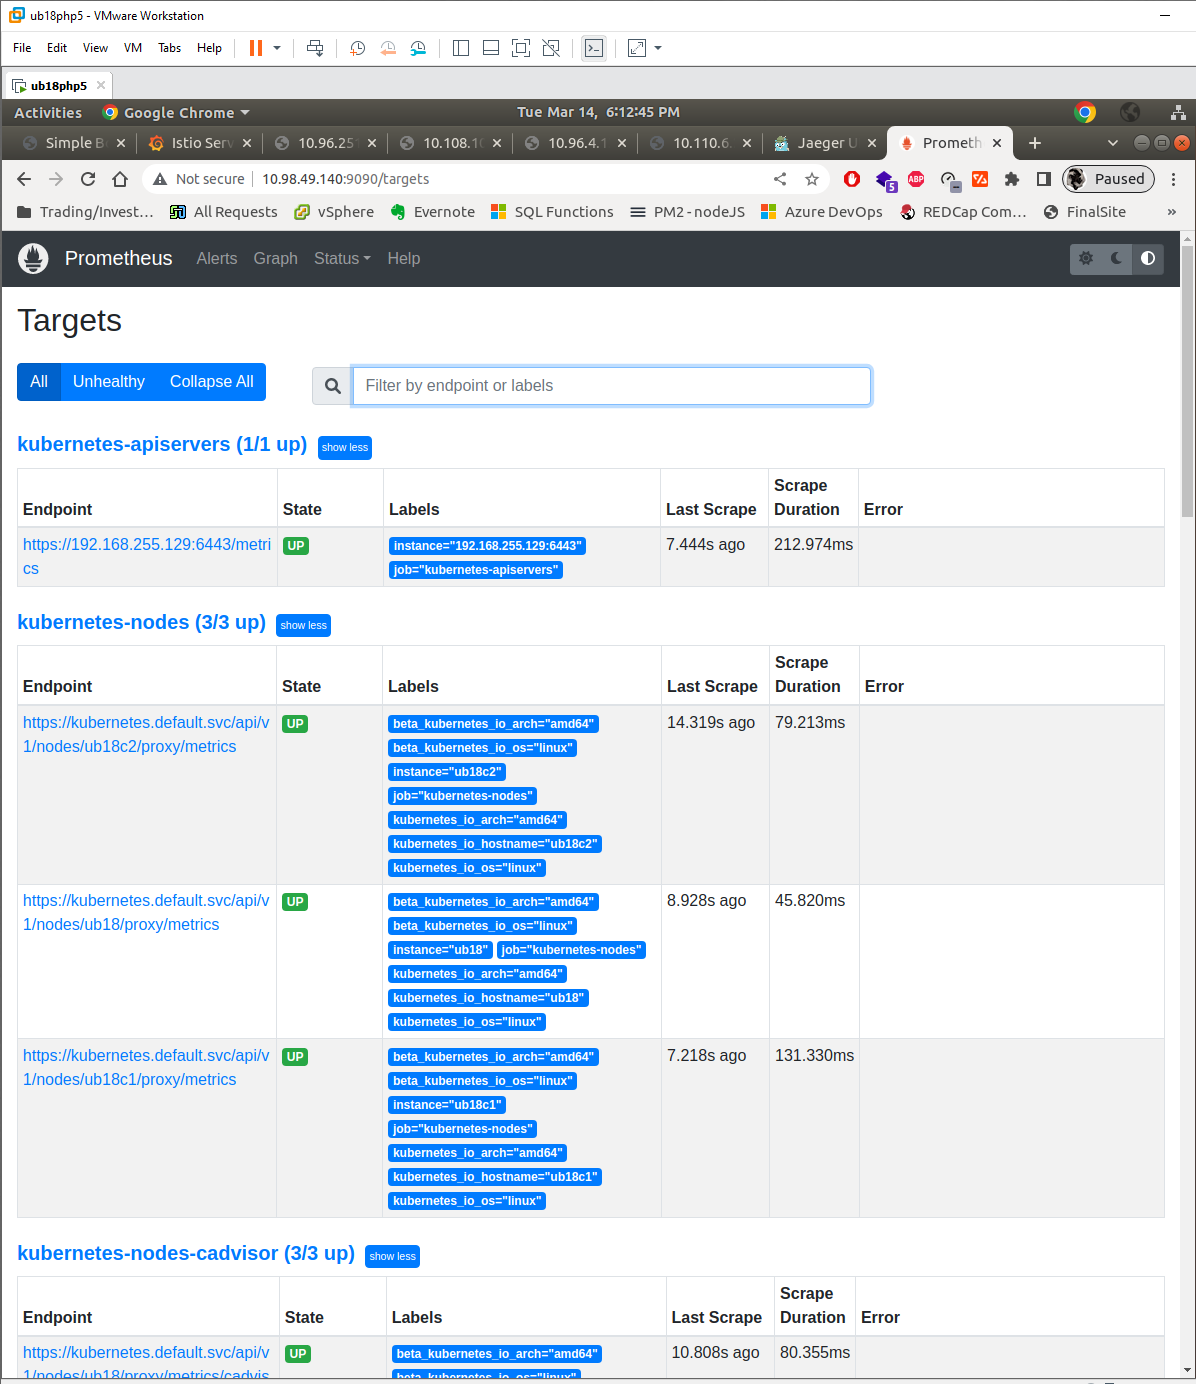 ub18php5 - VMware Workstation
File Edit View VM Tabs Help
ub18php5
Activities Google Chrome Tue Mar 14, 6:12:45 PM
Simple B Istio Serv 10.96.251 10.108.10 10.96.4.1 10.110.6. Jaeger U Prometh
Not secure 10.98.49.140:9090/targets 5 ABP Paused
Trading/Invest... All Requests vSphere Evernote SQL Functions PM2 - nodeJS Azure DevOps REDCap Com... FinalSite »
Prometheus Alerts Graph Status Help
Targets
All Unhealthy Collapse All Filter by endpoint or labels
kubernetes-apiservers (1/1 up) show less
Scrape
Endpoint State Labels Last Scrape Duration Error
https://192.168.255.129:6443/metri UP instance="192.168.255.129:6443" 7.444s ago 212.974ms
cs job="kubernetes-apiservers"
kubernetes-nodes (3/3 up) show less
Scrape
Endpoint State Labels Last Scrape Duration Error
https://kubernetes.default.svc/api/v UP beta_kubernetes_io_arch="amd64" 14.319s ago 79.213ms
1/nodes/ub18c2/proxy/metrics beta_kubernetes_io_os="linux"
instance="ub18c2"
job="kubernetes-nodes"
kubernetes_io_arch="amd64"
kubernetes_io_hostname="ub18c2"
kubernetes_io_os="linux"
https://kubernetes.default.svc/api/v UP beta_kubernetes_io_arch="amd64" 8.928s ago 45.820ms
1/nodes/ub18/proxy/metrics beta_kubernetes_io_os="linux"
instance="ub18" job="kubernetes-nodes"
kubernetes_io_arch="amd64"
kubernetes_io_hostname="ub18"
kubernetes_io_os="linux"
https://kubernetes.default.svc/api/v UP beta_kubernetes_io_arch="amd64" 7.218s ago 131.330ms
1/nodes/ub18c1/proxy/metrics beta_kubernetes_io_os="linux"
instance="ub18c1"
job="kubernetes-nodes"
kubernetes_io_arch="amd64"
kubernetes_io_hostname="ub18c1"
kubernetes_io_os="linux"
kubernetes-nodes-cadvisor (3/3 up) show less
Scrape
Endpoint State Labels Last Scrape Duration Error
https://kubernetes.default.svc/api/v UP beta_kubernetes_io_arch="amd64" 10.808s ago 80.355ms
1/nodes/ub18/proxy/metrics/cadvis beta_kubernetes_io_os="linux"